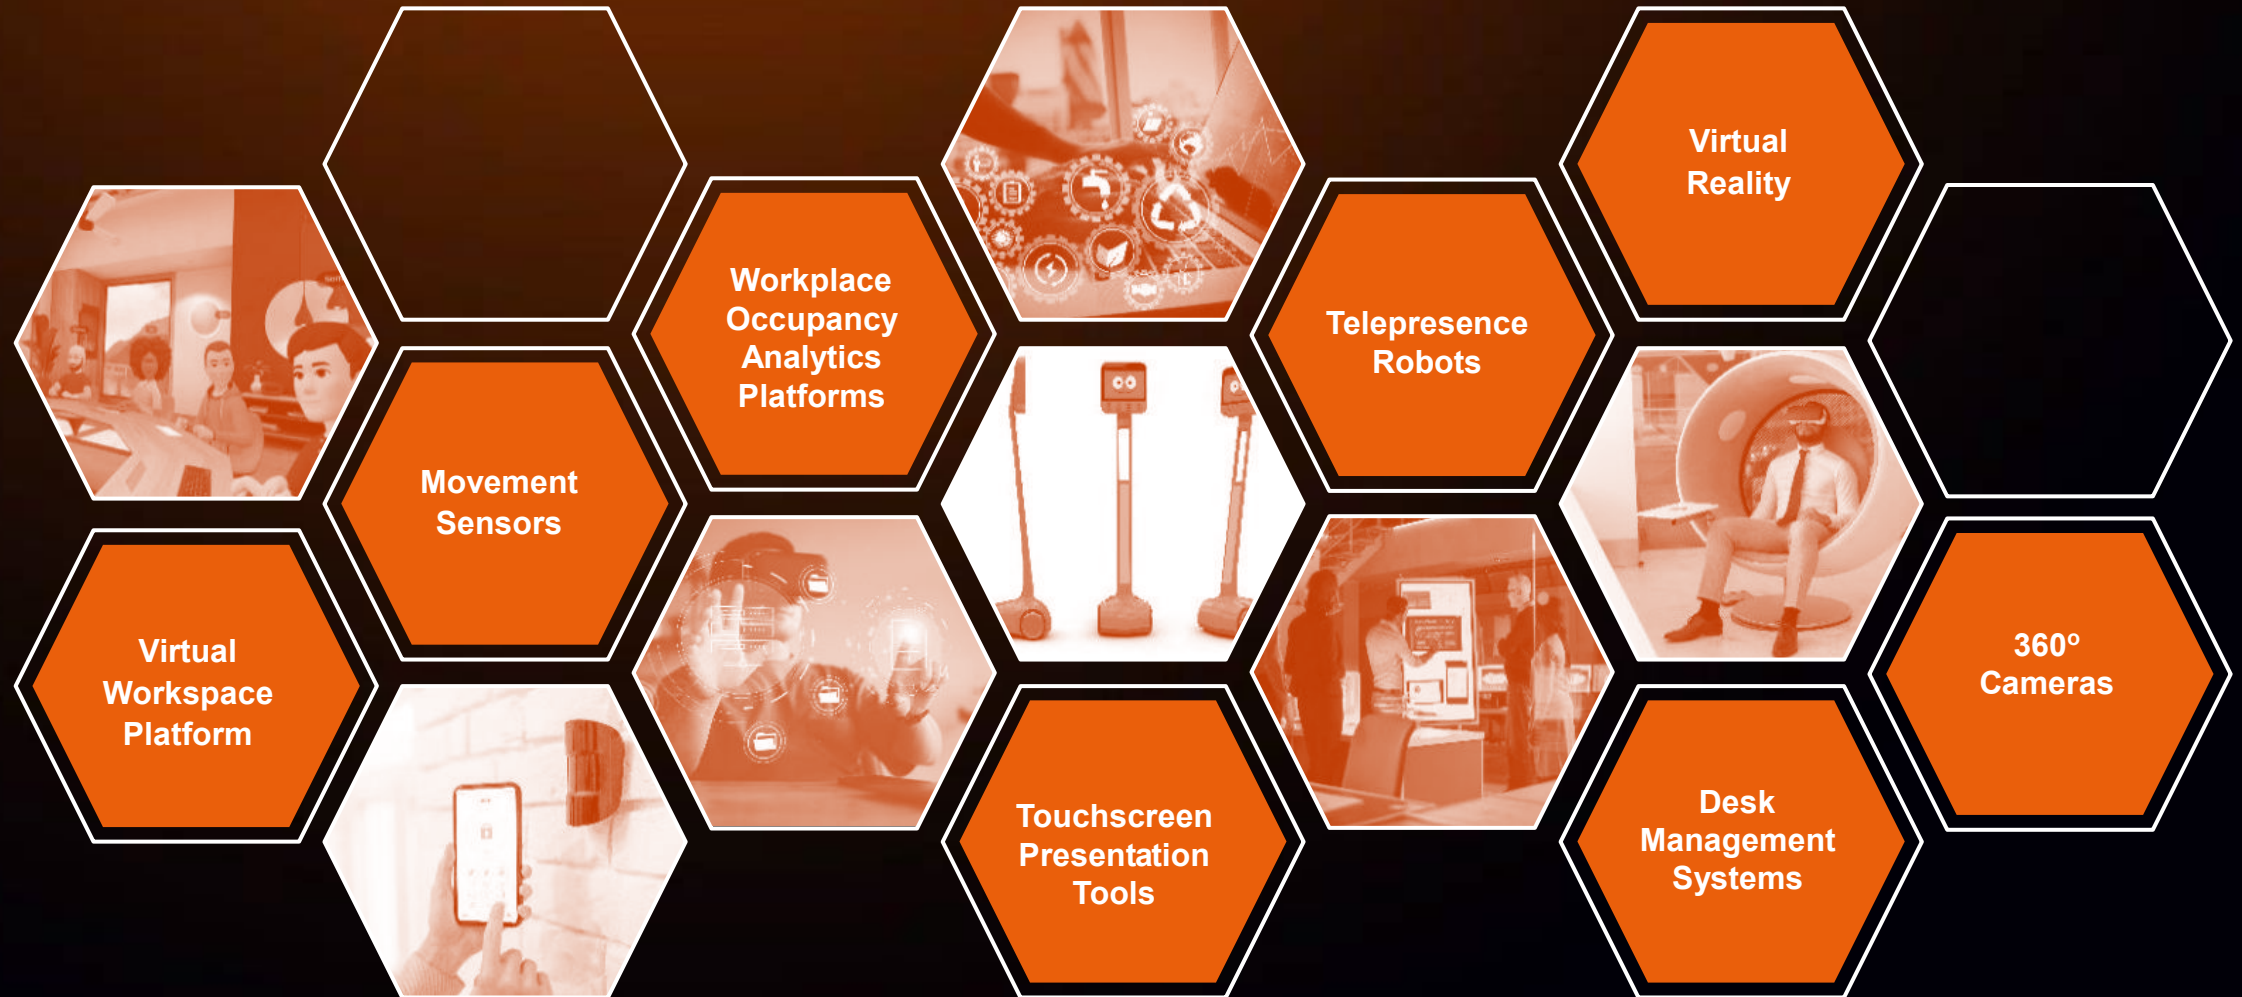 Virtual
Reality
Workplace
Occupancy
Analytics
Platforms
Telepresence
Robots
Movement
Sensors
Virtual
Workspace
Platform
360º
Cameras
Touchscreen
Presentation
Tools
Desk
Management
Systems